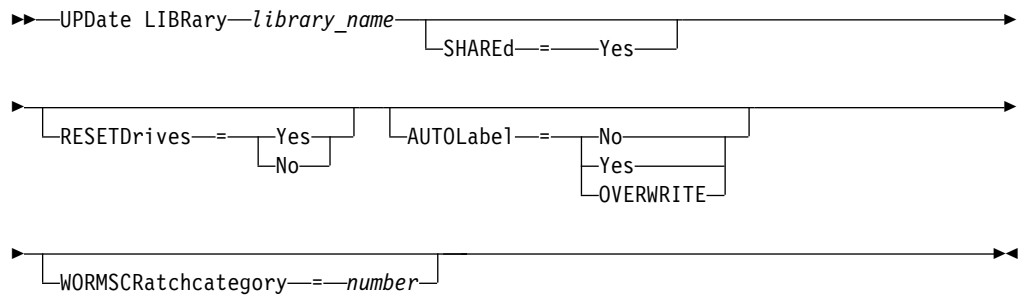 UPDate LIBRary library_name
SHAREd = Yes
RESETDrives = Yes AUTOLabel = No
No Yes
OVERWRITE
WORMSCRatchcategory = number